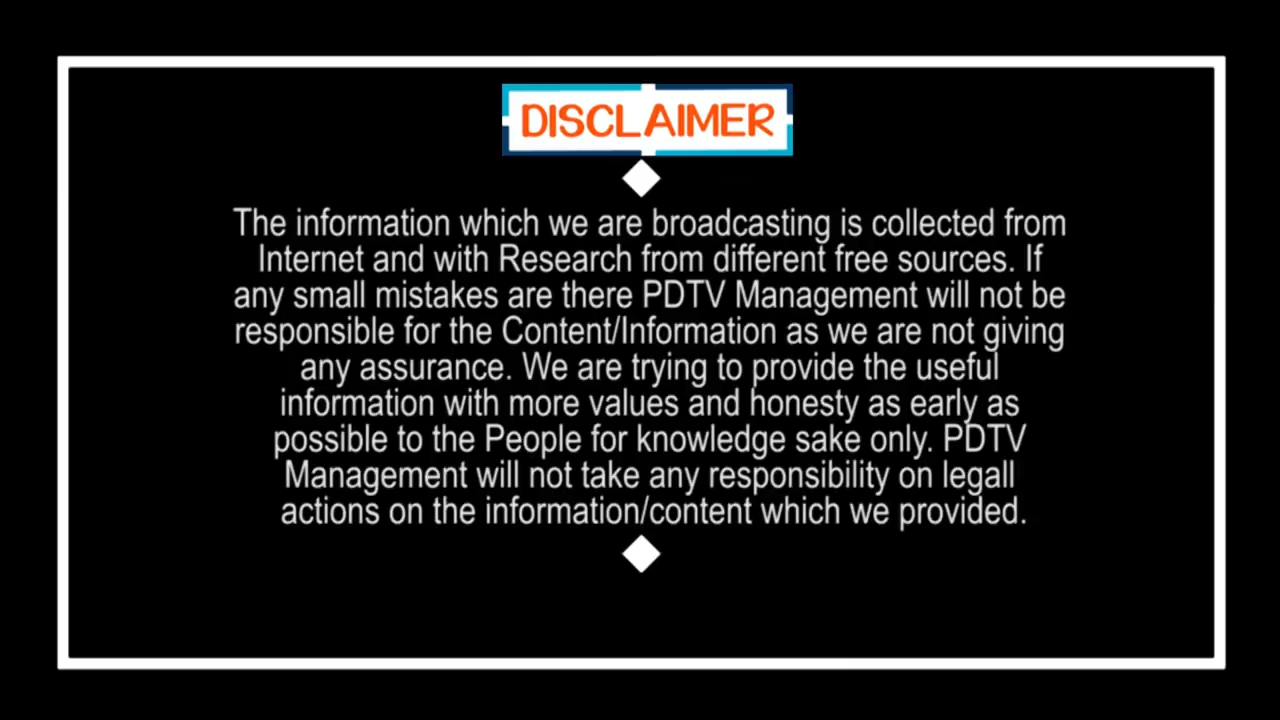 DISCLAIMER
The information which we are broadcasting is collected from
Internet and with Research from different free sources. If
any small mistakes are there PDTV Management will not be
responsible for the Content/Information as we are not giving
any assurance. We are trying to provide the useful
information with more values and honesty as early as
possible to the People for knowledge sake only. PDTV
Management will not take any responsibility on legall
actions on the information/content which we provided.